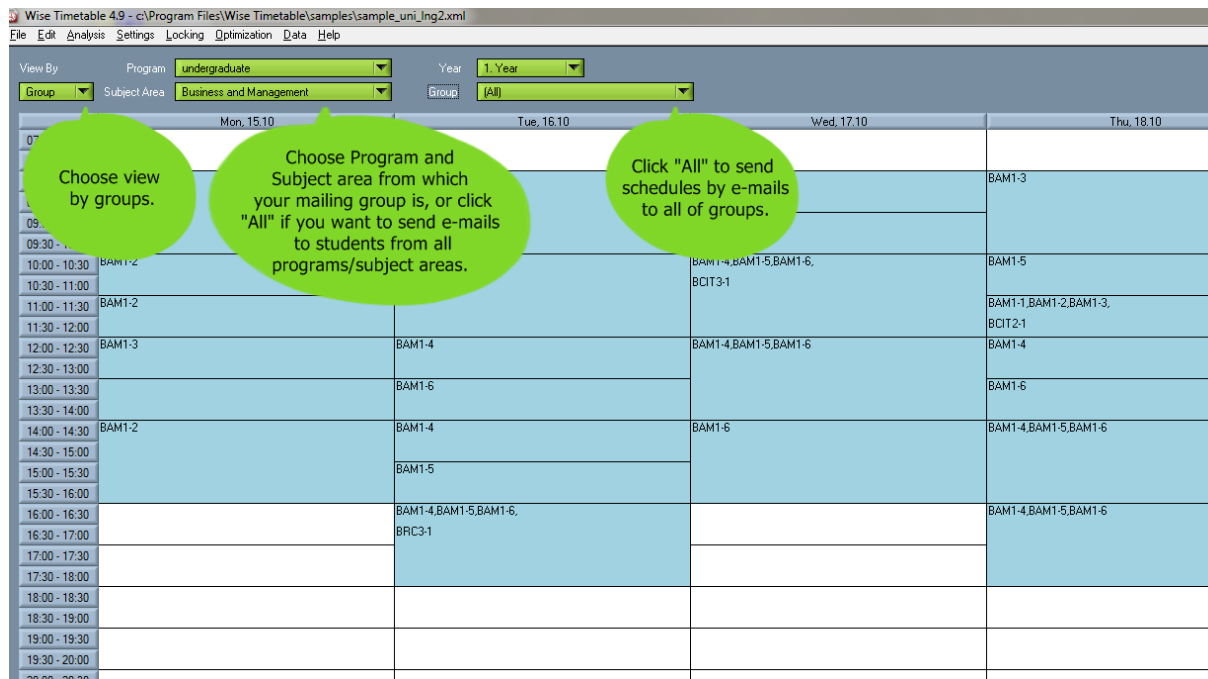 Wise Timetable 4.9 - c:\Program Files\Wise Timetable\samples\sample_uni_lng2.xml
File Edit Analysis Settings Locking Optimization Data Help
View By Program undergraduate Year 1. Year
Group Subject Area Business and Management Group (All)
Mon, 15.10 Tue, 16.10 Wed, 17.10 Thu, 18.10
Choose view
by groups.
Choose Program and
Subject area from which
your mailing group is, or click
"All" if you want to send e-mails
to students from all
programs/subject areas.
Click "All" to send
schedules by e-mails
to all of groups.
BAM1-3
09:30 -
10:00 - 10:30 BAM1-2 BAM1-4,BAM1-5,BAM1-6, BAM1-5
10:30 - 11:00 BCIT3-1
11:00 - 11:30 BAM1-2 BAM1-1,BAM1-2,BAM1-3,
11:30 - 12:00 BCIT2-1
12:00 - 12:30 BAM1-3 BAM1-4 BAM1-4,BAM1-5,BAM1-6 BAM1-4
12:30 - 13:00
13:00 - 13:30 BAM1-6 BAM1-6
13:30 - 14:00
14:00 - 14:30 BAM1-2 BAM1-4 BAM1-6 BAM1-4,BAM1-5,BAM1-6
14:30 - 15:00
15:00 - 15:30 BAM1-5
15:30 - 16:00
16:00 - 16:30 BAM1-4,BAM1-5,BAM1-6, BAM1-4,BAM1-5,BAM1-6
16:30 - 17:00 BRC3-1
17:00 - 17:30
17:30 - 18:00
18:00 - 18:30
18:30 - 19:00
19:00 - 19:30
19:30 - 20:00